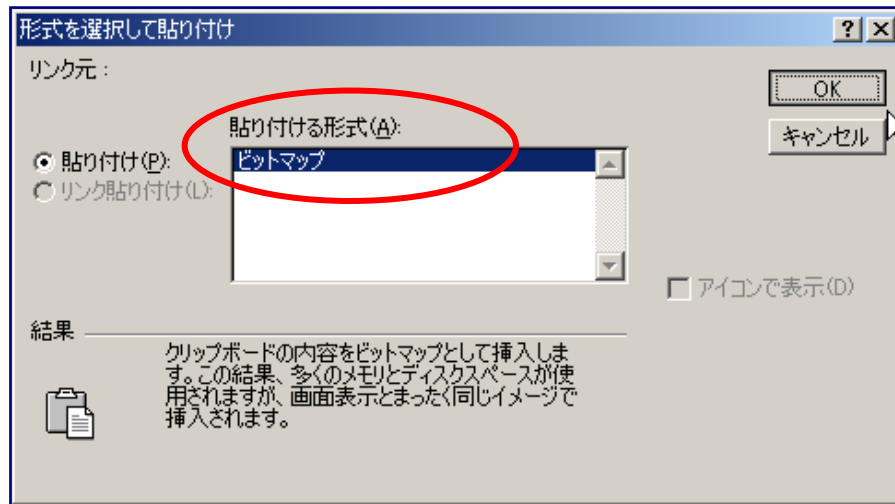 形式を選択して貼り付け
リンク元：
OK
貼り付ける形式(A):
キャンセル
貼り付け(P):
ビットマップ
リンク貼り付け(L):
アイコンで表示(D)
結果
クリップボードの内容をビットマップとして挿入しま
す。この結果、多くのメモリとディスクスペースが使
用されますが、画面表示とまったく同じイメージで
挿入されます。